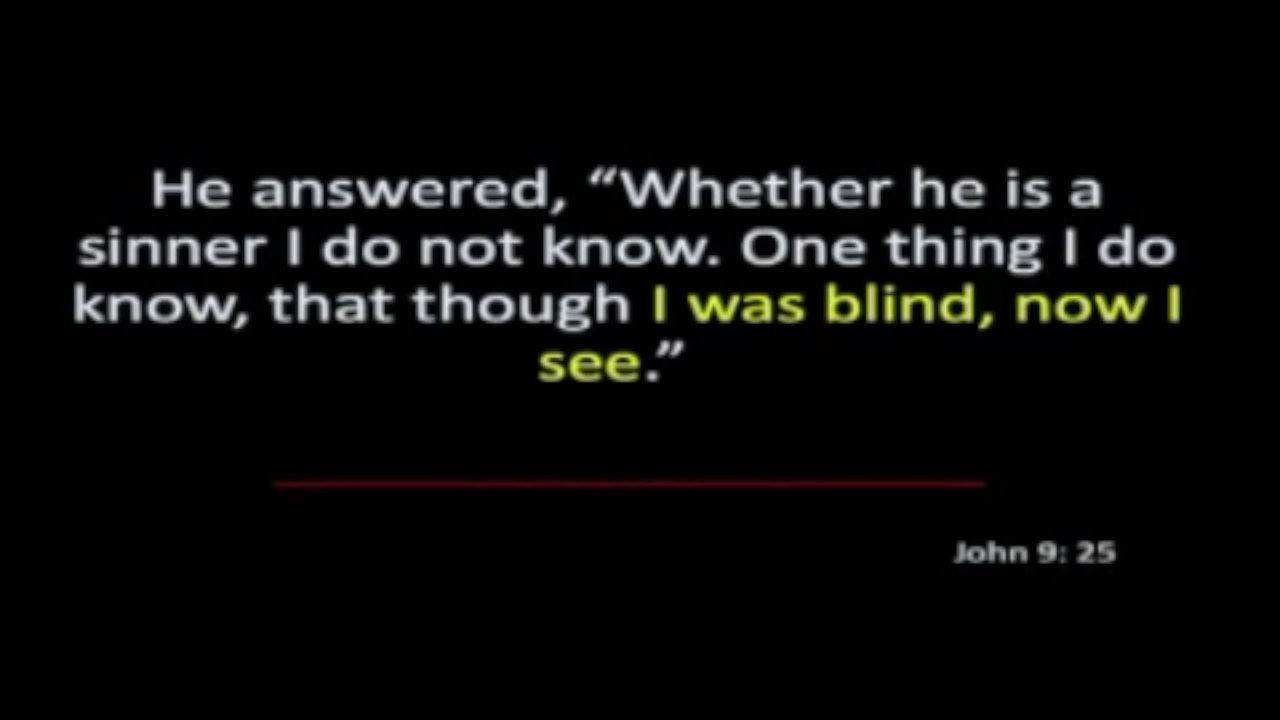 He answered, “Whether he is a
sinner I do not know. One thing I do
know, that though I was blind, now I
see.”
John 9: 25